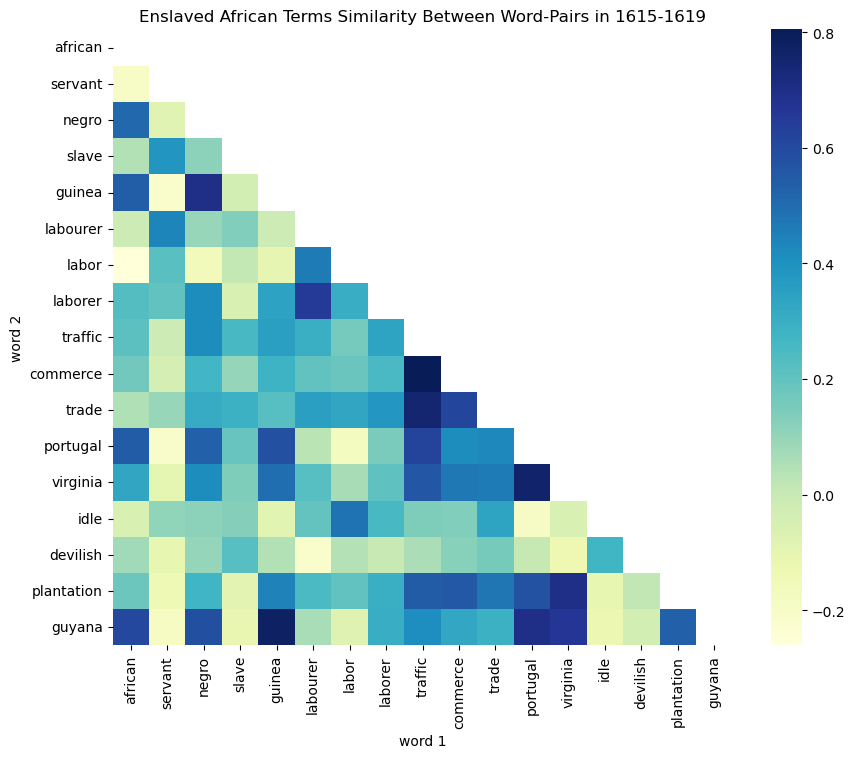 Enslaved African Terms Similarity Between Word-Pairs in 1615-1619
african
servant
negro
slave
guinea
labourer
labor
laborer
traffic
commerce
trade
portugal
virginia
idle
devilish
plantation
guyana
word 2
african
servant
negro
slave
guinea
labourer
labor
laborer
traffic
commerce
trade
portugal
virginia
idle
devilish
plantation
guyana
word 1
0.8
0.6
0.4
0.2
0.0
−0.2